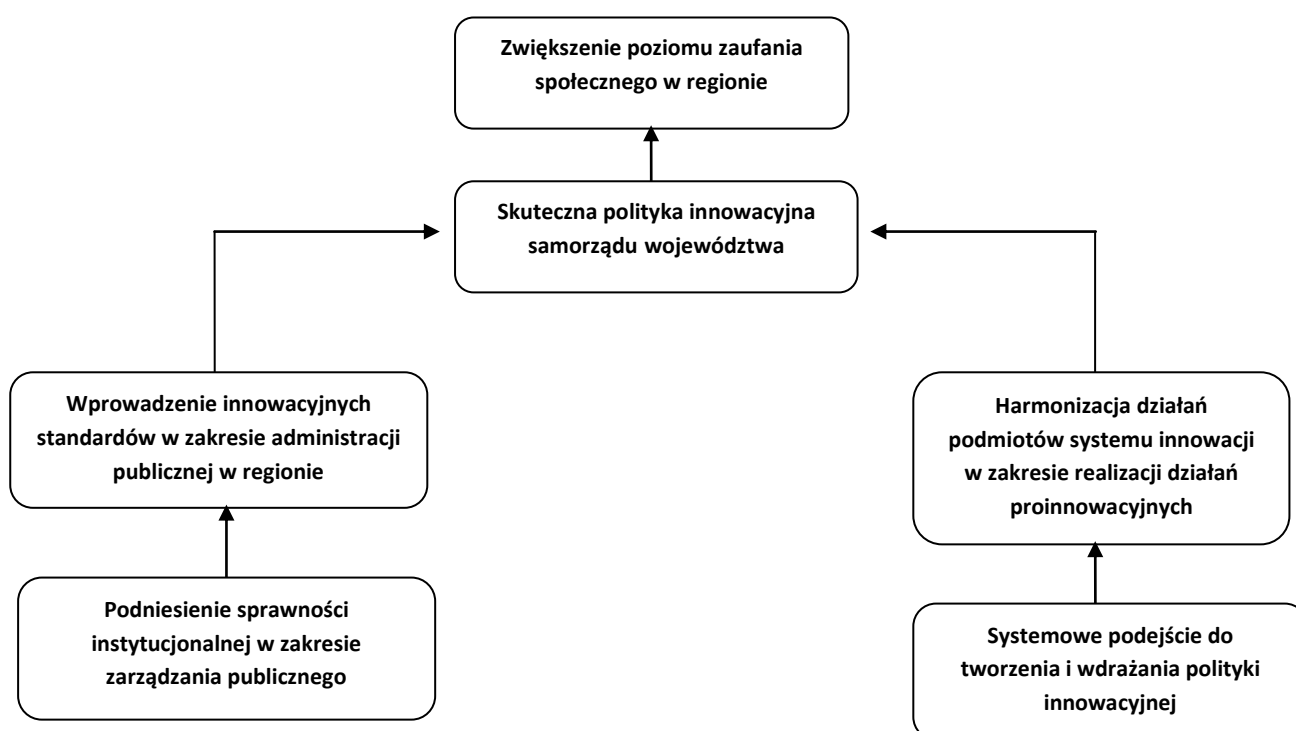 Zwiększenie poziomu zaufania
społecznego w regionie
Skuteczna polityka innowacyjna
samorządu województwa
Wprowadzenie innowacyjnych
standardów w zakresie administracji
publicznej w regionie
Harmonizacja działań
podmiotów systemu innowacji
w zakresie realizacji działań
proinnowacyjnych
Podniesienie sprawności
instytucjonalnej w zakresie
zarządzania publicznego
Systemowe podejście do
tworzenia i wdrażania polityki
innowacyjnej